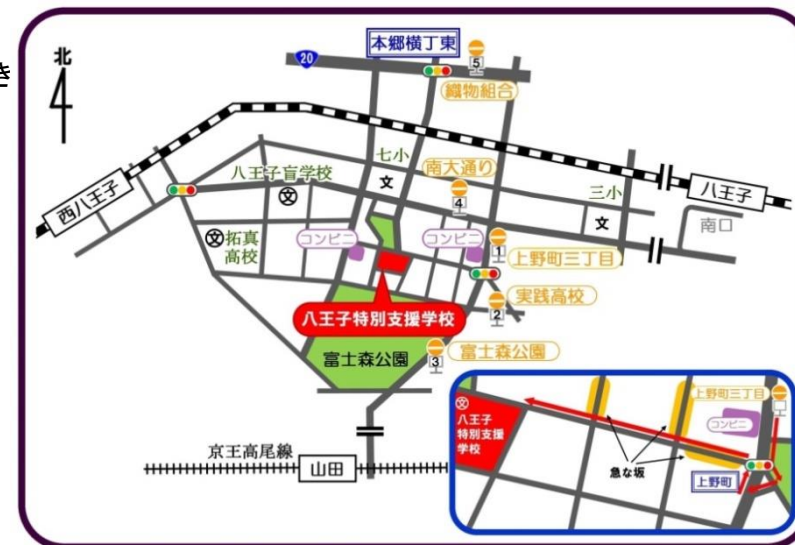 き
北
20
本郷横丁東
5
織物組合
西八王子
八王子盲学校
七小
文
南大通り
4
三小
文
八王子
南口
文
文
拓真
高校
コンビニ
コンビニ
1
上野町三丁目
実践高校
2
八王子特別支援学校
富士森公園
3
富士森公園
京王高尾線
山田
文
八王子
特別支援
学校
急な坂
上野町三丁目
コンビニ
上野町